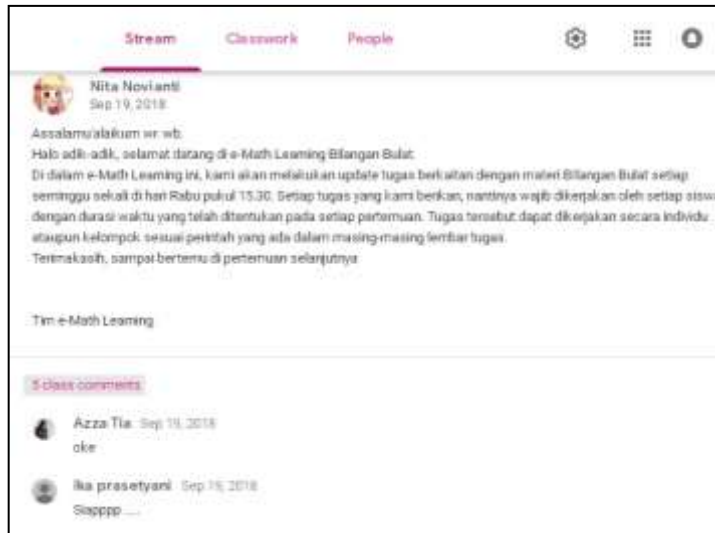 Stream Classwork People
Nita Novianti
Sep 19, 2018
Assalamu'alaikum wr. wb.
Halo adik-adik, selamat datang di e-Math Learning Bilangan Bulat.
Di dalam e-Math Learning ini, kami akan melakukan update tugas berkaitan dengan materi Bilangan Bulat setiap
seminggu sekali di hari Rabu pukul 15.30. Setiap tugas yang kami berikan, nantinya wajib dikerjakan oleh setiap sisw
dengan durasi waktu yang telah ditentukan pada setiap pertemuan. Tugas tersebut dapat dikerjakan secara individu
ataupun kelompok sesuai perintah yang ada dalam masing-masing lembar tugas.
Terimakasih, sampai bertemu di pertemuan selanjutnya
Tim e-Math Learning
5 class comments
Azza Tia Sep 19, 2018
oke
Ika prasetyani Sep 19, 2018
Siapppp ....